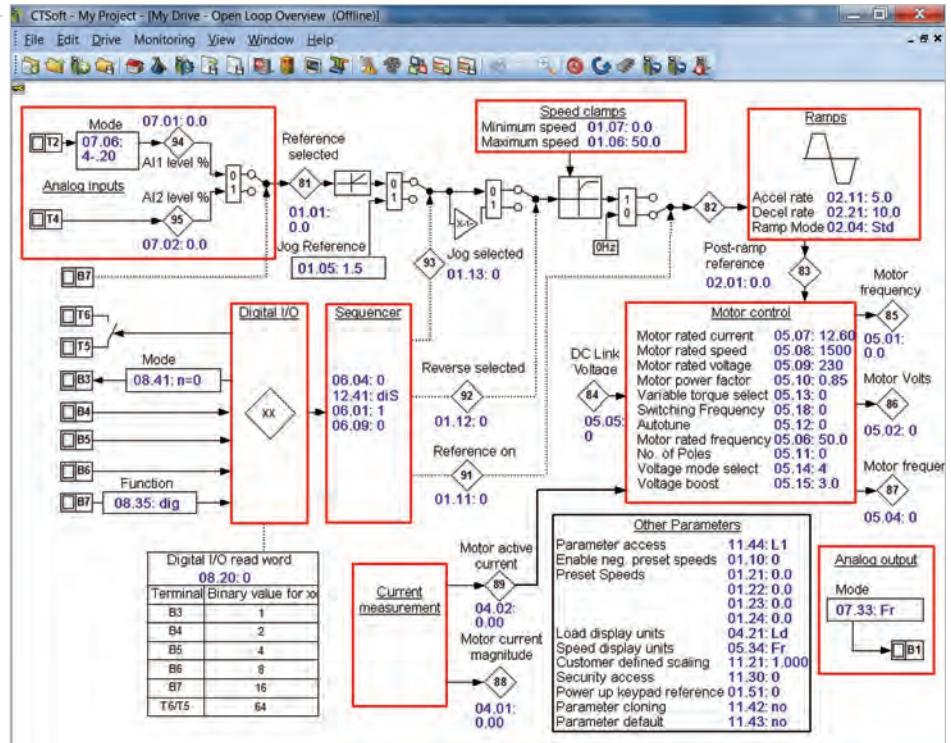 CTSoft - My Project - [My Drive - Open Loop Overview (Offline)]
File Edit Drive Monitoring View Window Help
T2
Mode
07.06:
4-.20
07.01: 0.0
94
AI1 level %
Analog inputs
AI2 level %
T4
95
07.02: 0.0
0
1
Reference
selected
81
01.01:
0.0
Jog Reference
01.05: 1.5
0
1
93
Jog selected
01.13: 0
x-1
0
1
Speed clamps
Minimum speed 01.07: 0.0
Maximum speed 01.06: 50.0
1
0
0Hz
82
Ramps
Accel rate 02.11: 5.0
Decel rate 02.21: 10.0
Ramp Mode 02.04: Std
Post-ramp
reference
02.01: 0.0
83
B7
T6
T5
Mode
B3
08.41: n=0
B4
B5
B6
Function
B7
08.35: dig
Digital I/O
xx
Sequencer
06.04: 0
12.41: diS
06.01: 1
06.09: 0
Reverse selected
92
01.12: 0
Reference on
91
01.11: 0
DC Link
Voltage
84
05.05:
0
Motor control
Motor rated current 05.07: 12.60
Motor rated speed 05.08: 1500
Motor rated voltage 05.09: 230
Motor power factor 05.10: 0.85
Variable torque select 05.13: 0
Switching Frequency 05.18: 0
Autotune 05.12: 0
Motor rated frequency 05.06: 50.0
No. of Poles 05.11: 0
Voltage mode select 05.14: 4
Voltage boost 05.15: 3.0
Motor
frequency
85
05.01:
0.0
Motor Volts
86
05.02: 0
Motor frequer
87
05.04: 0
Digital I/O read word
08.20: 0
Terminal Binary value for xx
B3 1
B4 2
B5 4
B6 8
B7 16
T6/T5 64
Current
measurement
Motor active
current
89
04.02:
0.00
Motor current
magnitude
88
04.01:
0.00
Other Parameters
Parameter access 11.44: L1
Enable neg. preset speeds 01.10: 0
Preset Speeds 01.21: 0.0
01.22: 0.0
01.23: 0.0
01.24: 0.0
Load display units 04.21: Ld
Speed display units 05.34: Fr
Customer defined scaling 11.21: 1.000
Security access 11.30: 0
Power up keypad reference 01.51: 0
Parameter cloning 11.42: no
Parameter default 11.43: no
Analog output
Mode
07.33: Fr
B1